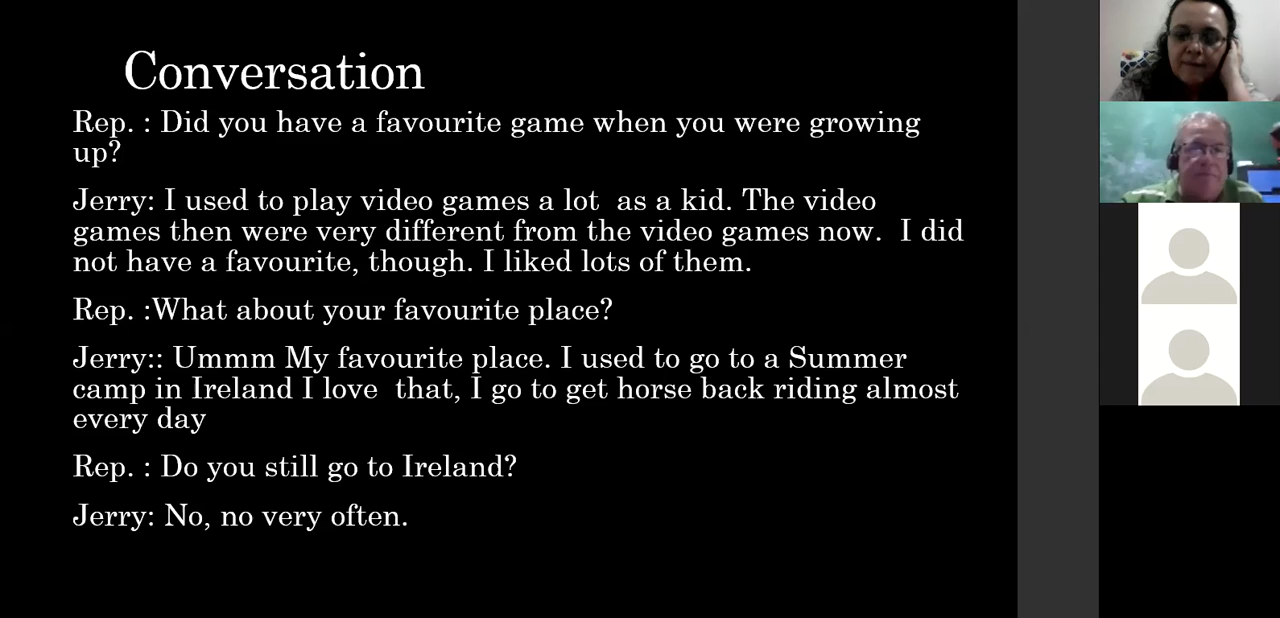 Conversation
Rep. : Did you have a favourite game when you were growing
up?
Jerry: I used to play video games a lot  as a kid. The video
games then were very different from the video games now.  I did
not have a favourite, though. I liked lots of them.
Rep. :What about your favourite place?
Jerry:: Ummm My favourite place. I used to go to a Summer
camp in Ireland I love  that, I go to get horse back riding almost
every day
Rep. : Do you still go to Ireland?
Jerry: No, no very often.